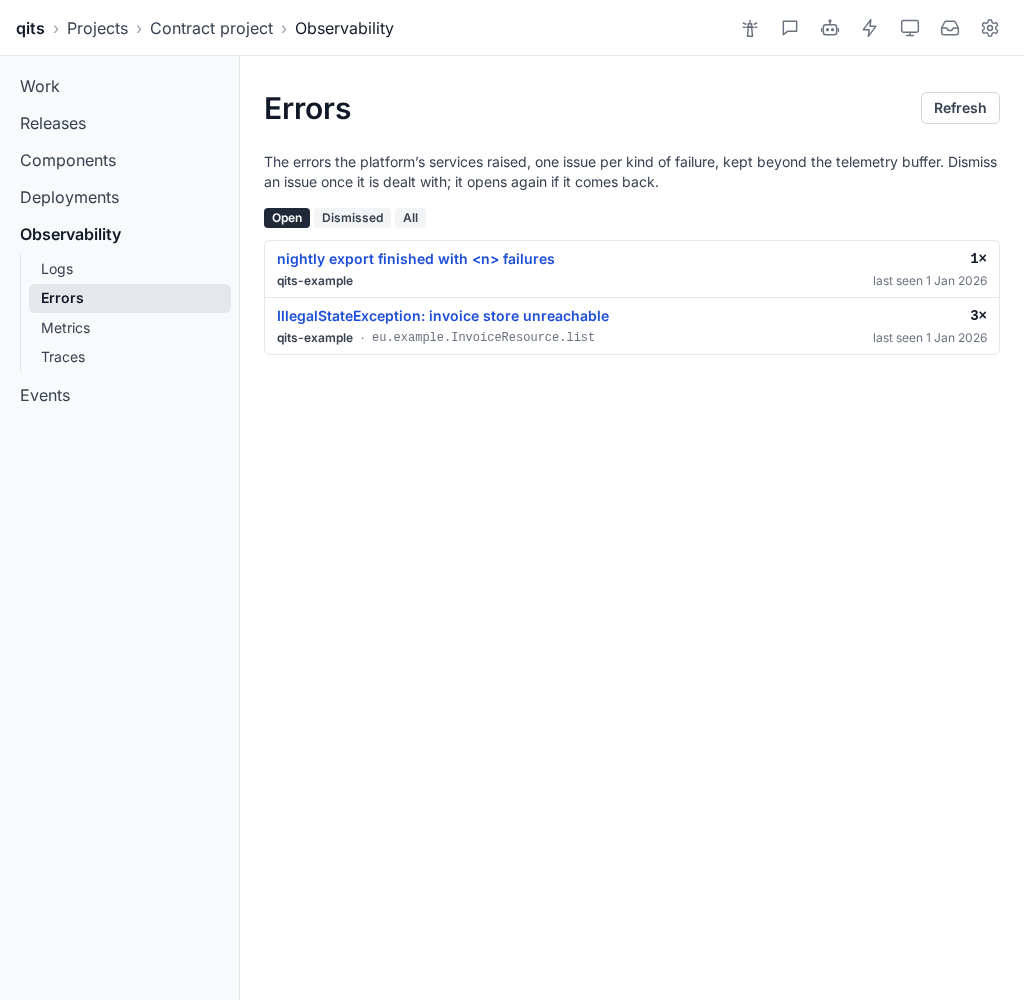 qits › Projects › Contract project › Observability
Work
Releases
Components
Deployments
Observability
Logs
Errors
Metrics
Traces
Events
Errors
Refresh
The errors the platform’s services raised, one issue per kind of failure, kept beyond the telemetry buffer. Dismiss
an issue once it is dealt with; it opens again if it comes back.
Open Dismissed All
nightly export finished with <n> failures 1×
qits-example last seen 1 Jan 2026
IllegalStateException: invoice store unreachable 3×
qits-example · eu.example.InvoiceResource.list last seen 1 Jan 2026